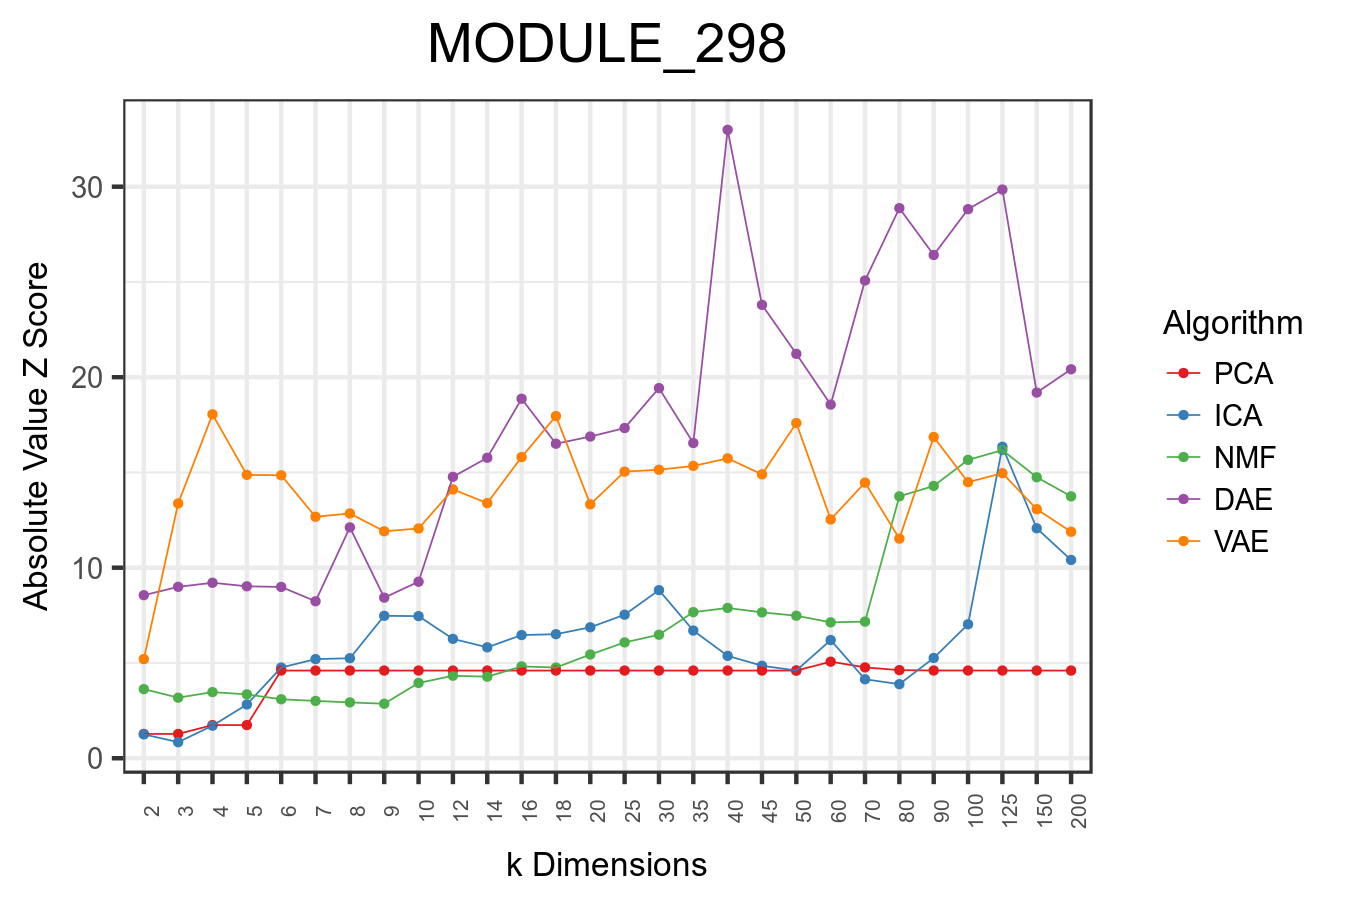 MODULE_298
Absolute Value Z Score
30
20
10
0
2 3 4 5 6 7 8 9 10 12 14 16 18 20 25 30 35 40 45 50 60 70 80 90 100 125 150 200
k Dimensions
Algorithm
PCA
ICA
NMF
DAE
VAE